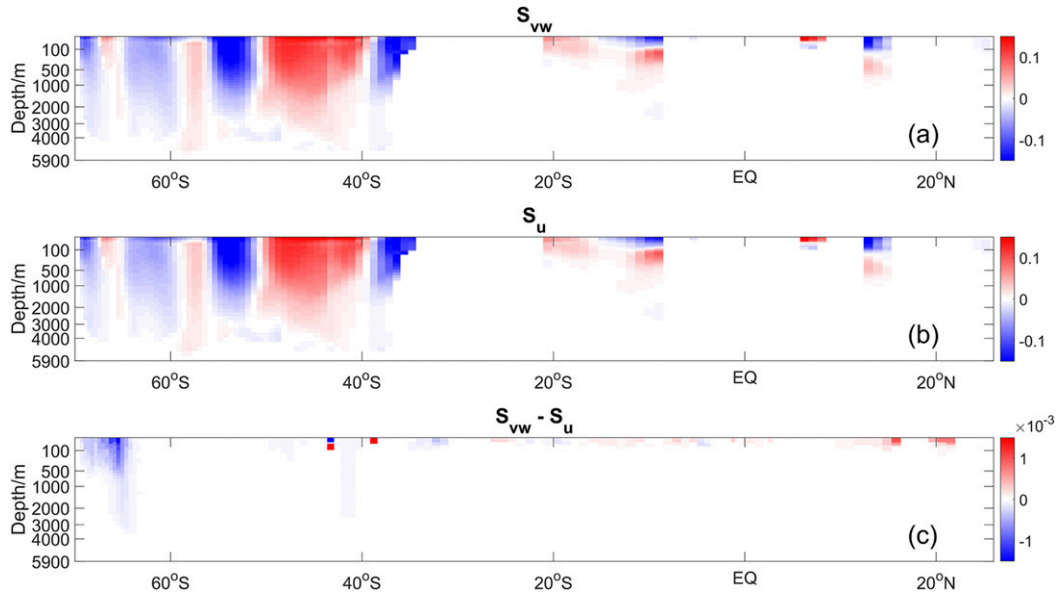 S_vw
Depth/m
100
500
1000
2000
3000
4000
5900
60°S
40°S
20°S
EQ
20°N
(a)
0.1
0
-0.1
S_u
Depth/m
100
500
1000
2000
3000
4000
5900
60°S
40°S
20°S
EQ
20°N
(b)
0.1
0
-0.1
S_vw - S_u
Depth/m
100
500
1000
2000
3000
4000
5900
60°S
40°S
20°S
EQ
20°N
(c)
×10⁻³
1
0
-1